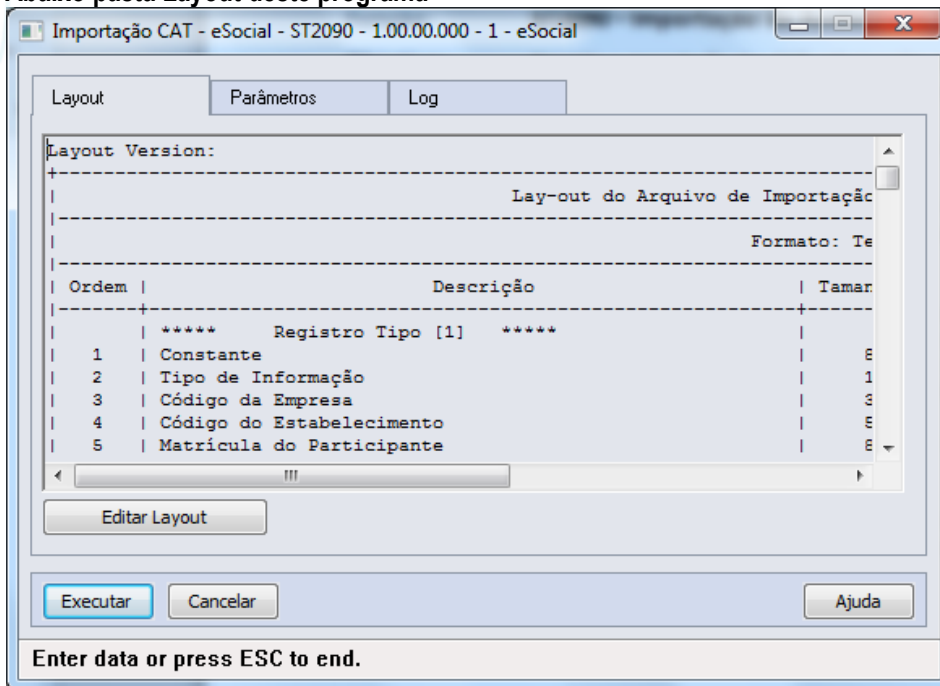 Abaixo pasta Layout deste programa
Importação CAT - eSocial - ST2090 - 1.00.00.000 - 1 - eSocial
Layout Parâmetros Log
Layout Version:
Lay-out do Arquivo de Importação
Formato: Te
Ordem | Descrição | Taman
***** Registro Tipo [1] *****
1 | Constante | 8
2 | Tipo de Informação | 1
3 | Código da Empresa | 3
4 | Código do Estabelecimento | 5
5 | Matrícula do Participante | 8
Editar Layout
Executar Cancelar Ajuda
Enter data or press ESC to end.